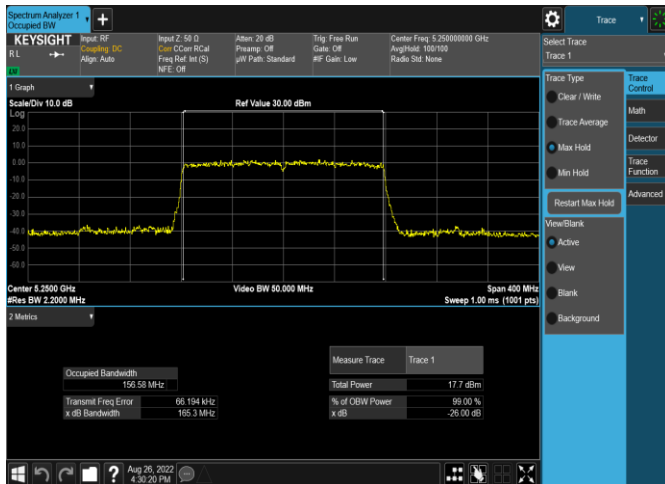 Spectrum Analyzer 1
Occupied BW
+
Trace
KEYSIGHT
R L
LXI
Input: RF
Coupling: DC
Align: Auto
Input Z: 50 Ω
Corr CCorr RCal
Freq Ref: Int (S)
NFE: Off
Atten: 20 dB
Preamp: Off
µW Path: Standard
Trig: Free Run
Gate: Off
#IF Gain: Low
Center Freq: 5.250000000 GHz
Avg|Hold: 100/100
Radio Std: None
Select Trace
Trace 1
1 Graph
Scale/Div 10.0 dB
Ref Value 30.00 dBm
Log
20.0
10.0
0.00
-10.0
-20.0
-30.0
-40.0
-50.0
-60.0
Center 5.2500 GHz
#Res BW 2.2000 MHz
Video BW 50.000 MHz
Span 400 MHz
Sweep 1.00 ms (1001 pts)
2 Metrics
Occupied Bandwidth
156.58 MHz
Transmit Freq Error 66.194 kHz
x dB Bandwidth 165.3 MHz
Measure Trace Trace 1
Total Power 17.7 dBm
% of OBW Power 99.00 %
x dB -26.00 dB
Trace Type
Clear / Write
Trace Average
Max Hold
Min Hold
Restart Max Hold
View/Blank
Active
View
Blank
Background
Trace
Control
Math
Detector
Trace
Function
Advanced
?
Aug 26, 2022
4:30:20 PM